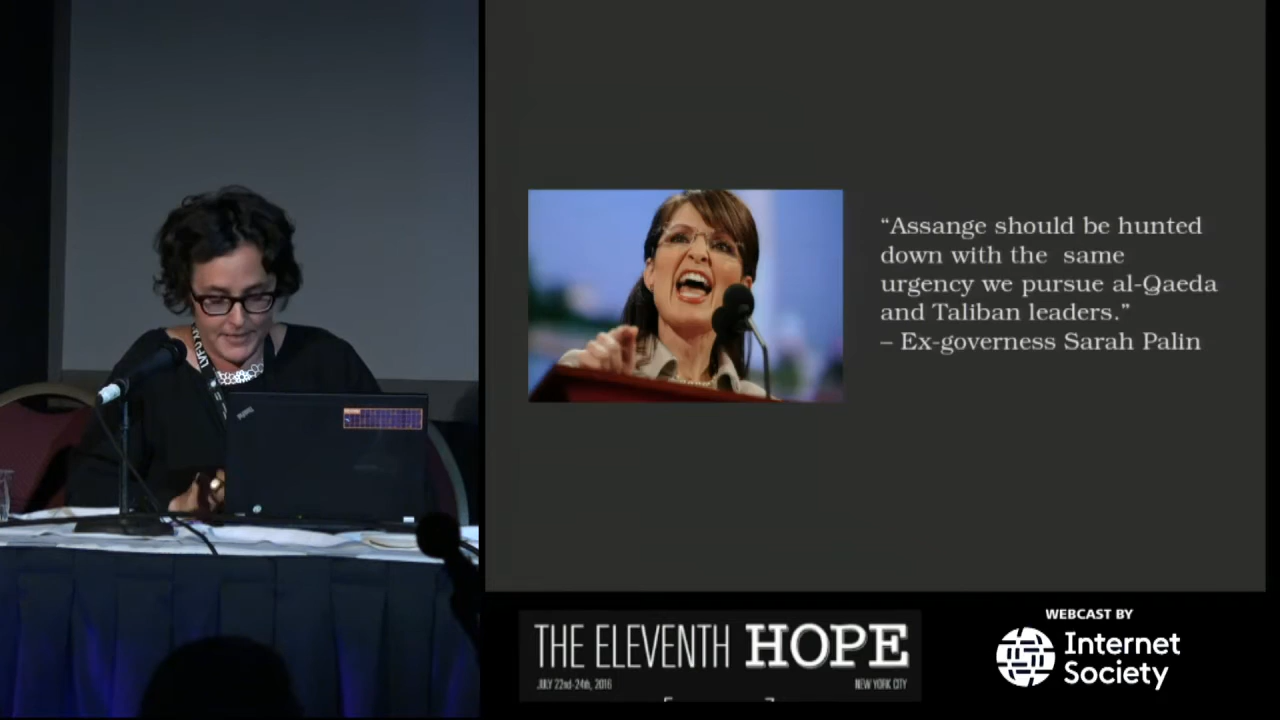 “Assange should be hunted
down with the  same
urgency we pursue al-Qaeda
and Taliban leaders.”
– Ex-governess Sarah Palin
THE ELEVENTH HOPE
JULY 22nd-24th, 2016
NEW YORK CITY
WEBCAST BY
Internet
Society